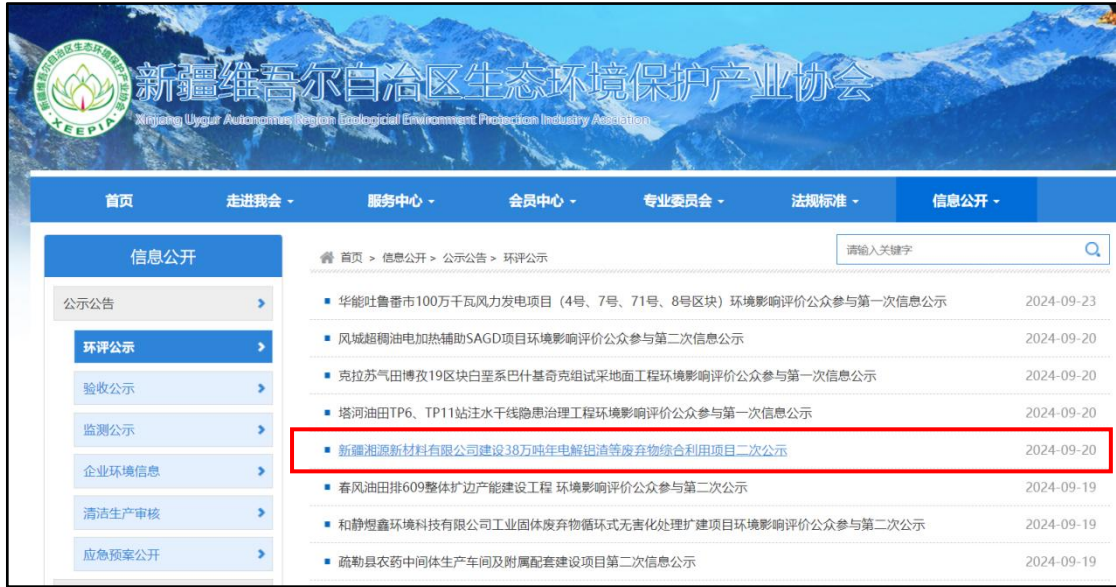 新疆维吾尔自治区生态环境保护产业协会
XEEPIA
新疆维吾尔自治区生态环境保护产业协会
Xinjiang Uygur Autonomous Region Ecological Environment Protection Industry
首页 走进我会 服务中心 会员中心 专业委员会 法规标准 信息公开
信息公开
首页 > 信息公开 > 公示公告 > 环评公示
请输入关键字
公示公告
环评公示
验收公示
监测公示
企业环境信息
清洁生产审核
应急预案公开
华能吐鲁番市100万千瓦风力发电项目（4号、7号、71号、8号区块）环境影响评价公众参与第一次信息公示 2024-09-23
风城超稠油电加热辅助SAGD项目环境影响评价公众参与第二次信息公示 2024-09-20
克拉苏气田博孜19区块白垩系巴什基奇克组试采地面工程环境影响评价公众参与第一次信息公示 2024-09-20
塔河油田TP6、TP11站注水干线隐患治理工程环境影响评价公众参与第一次信息公示 2024-09-20
新疆湘源新材料有限公司建设38万吨年电解铝渣等废弃物综合利用项目二次公示 2024-09-20
春风油田排609整体扩边产能建设工程 环境影响评价公众参与第二次公示 2024-09-19
和静煜鑫环境科技有限公司工业固体废弃物循环式无害化处理扩建项目环境影响评价公众参与第二次公示 2024-09-19
疏勒县农药中间体生产车间及附属配套建设项目第二次信息公示 2024-09-19